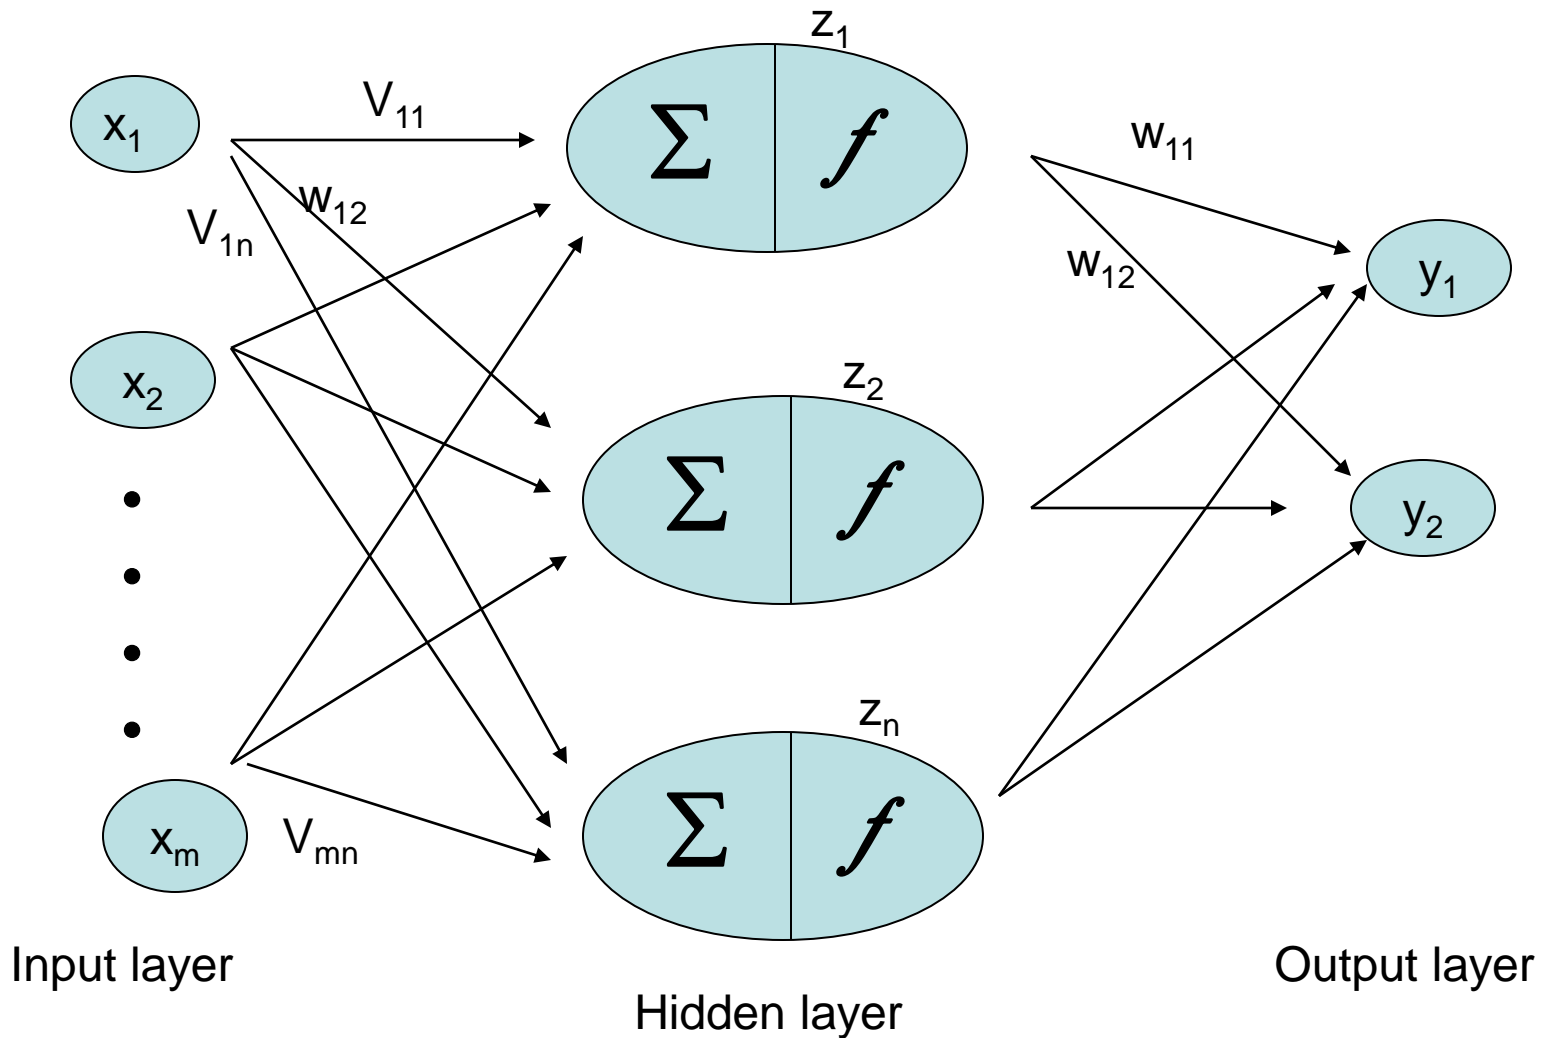 z₁
V₁₁
x₁
Σ f
w₁₁
w₁₂
V₁ₙ
w₁₂
y₁
x₂
z₂
Σ f
y₂
zₙ
xₘ
Vₘₙ
Σ f
Input layer
Hidden layer
Output layer